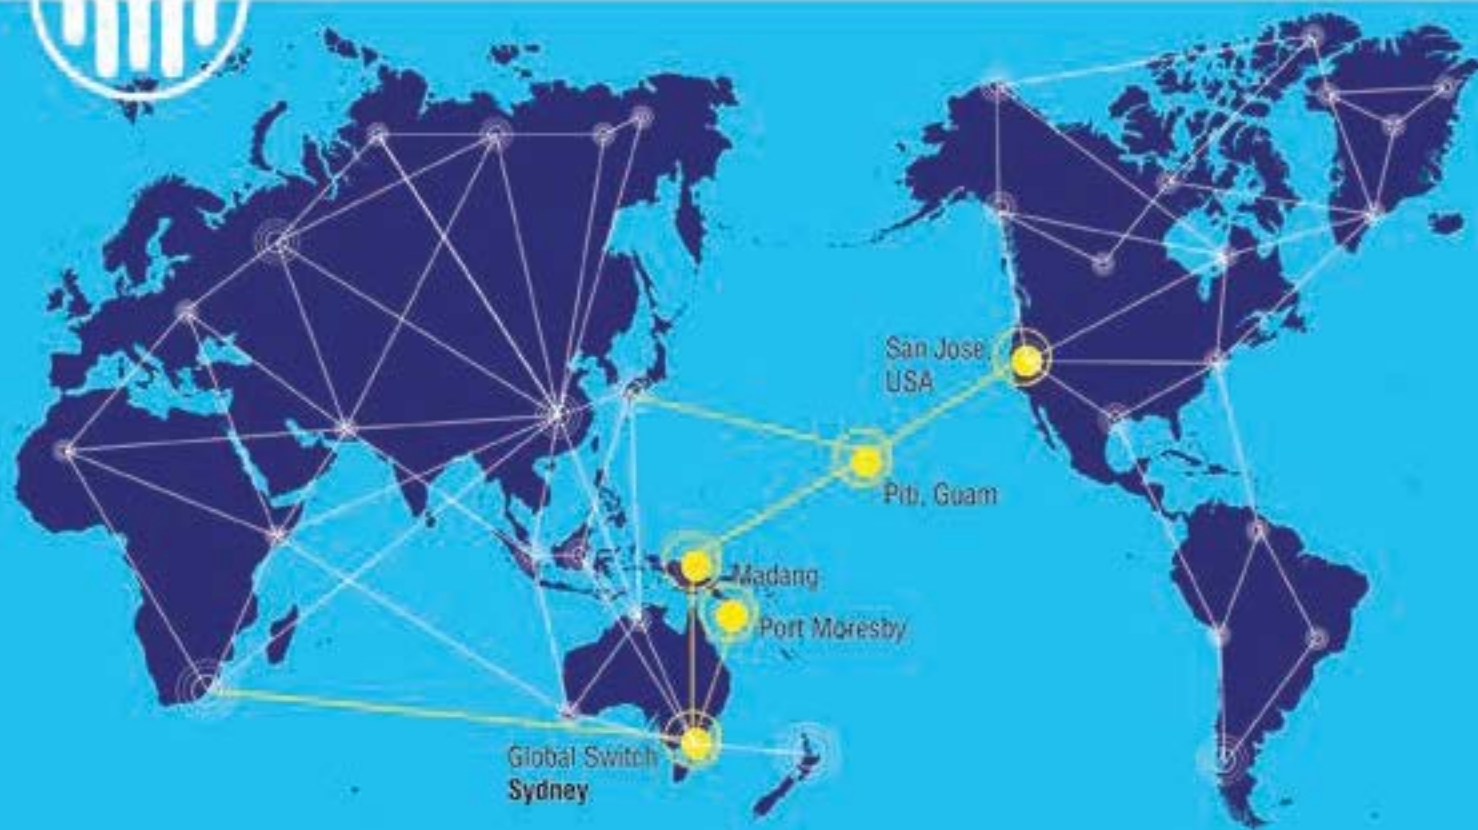 San Jose,
USA
Piti, Guam
Madang
Port Moresby
Global Switch
Sydney